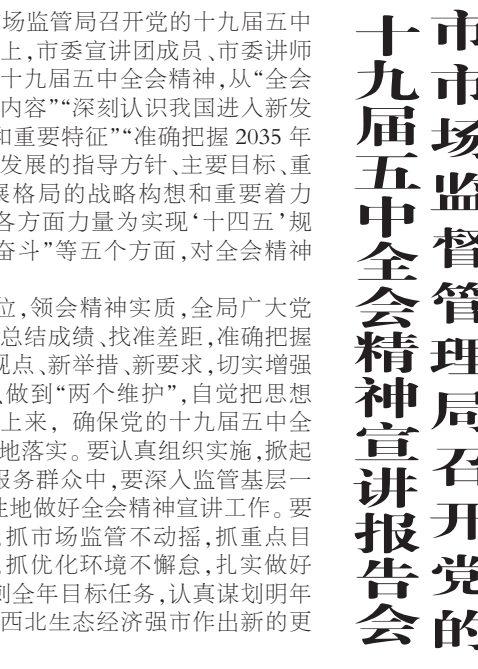 市市场监督管理局召开党的
十九届五中全会精神宣讲报告会
场监管局召开党的十九届五中
上，市委宣讲团成员、市委讲师
十九届五中全会精神，从“全会
内容”“深刻认识我国进入新发
和重要特征”“准确把握 2035 年
发展的指导方针、主要目标、重
展格局的战略构想和重要着力
各方面力量为实现‘十四五’规
奋斗”等五个方面，对全会精神
位，领会精神实质，全局广大党
总结成绩、找准差距，准确把握
观点、新举措、新要求，切实增强
做到“两个维护”，自觉把思想
上来，确保党的十九届五中全
地落实。要认真组织实施，掀起
服务群众中，要深入监管基层一
性地做好全会精神宣讲工作。要
抓市场监管不动摇，抓重点目
抓优化环境不懈怠，扎实做好
全年目标任务，认真谋划明年
西北生态经济强市作出新的更